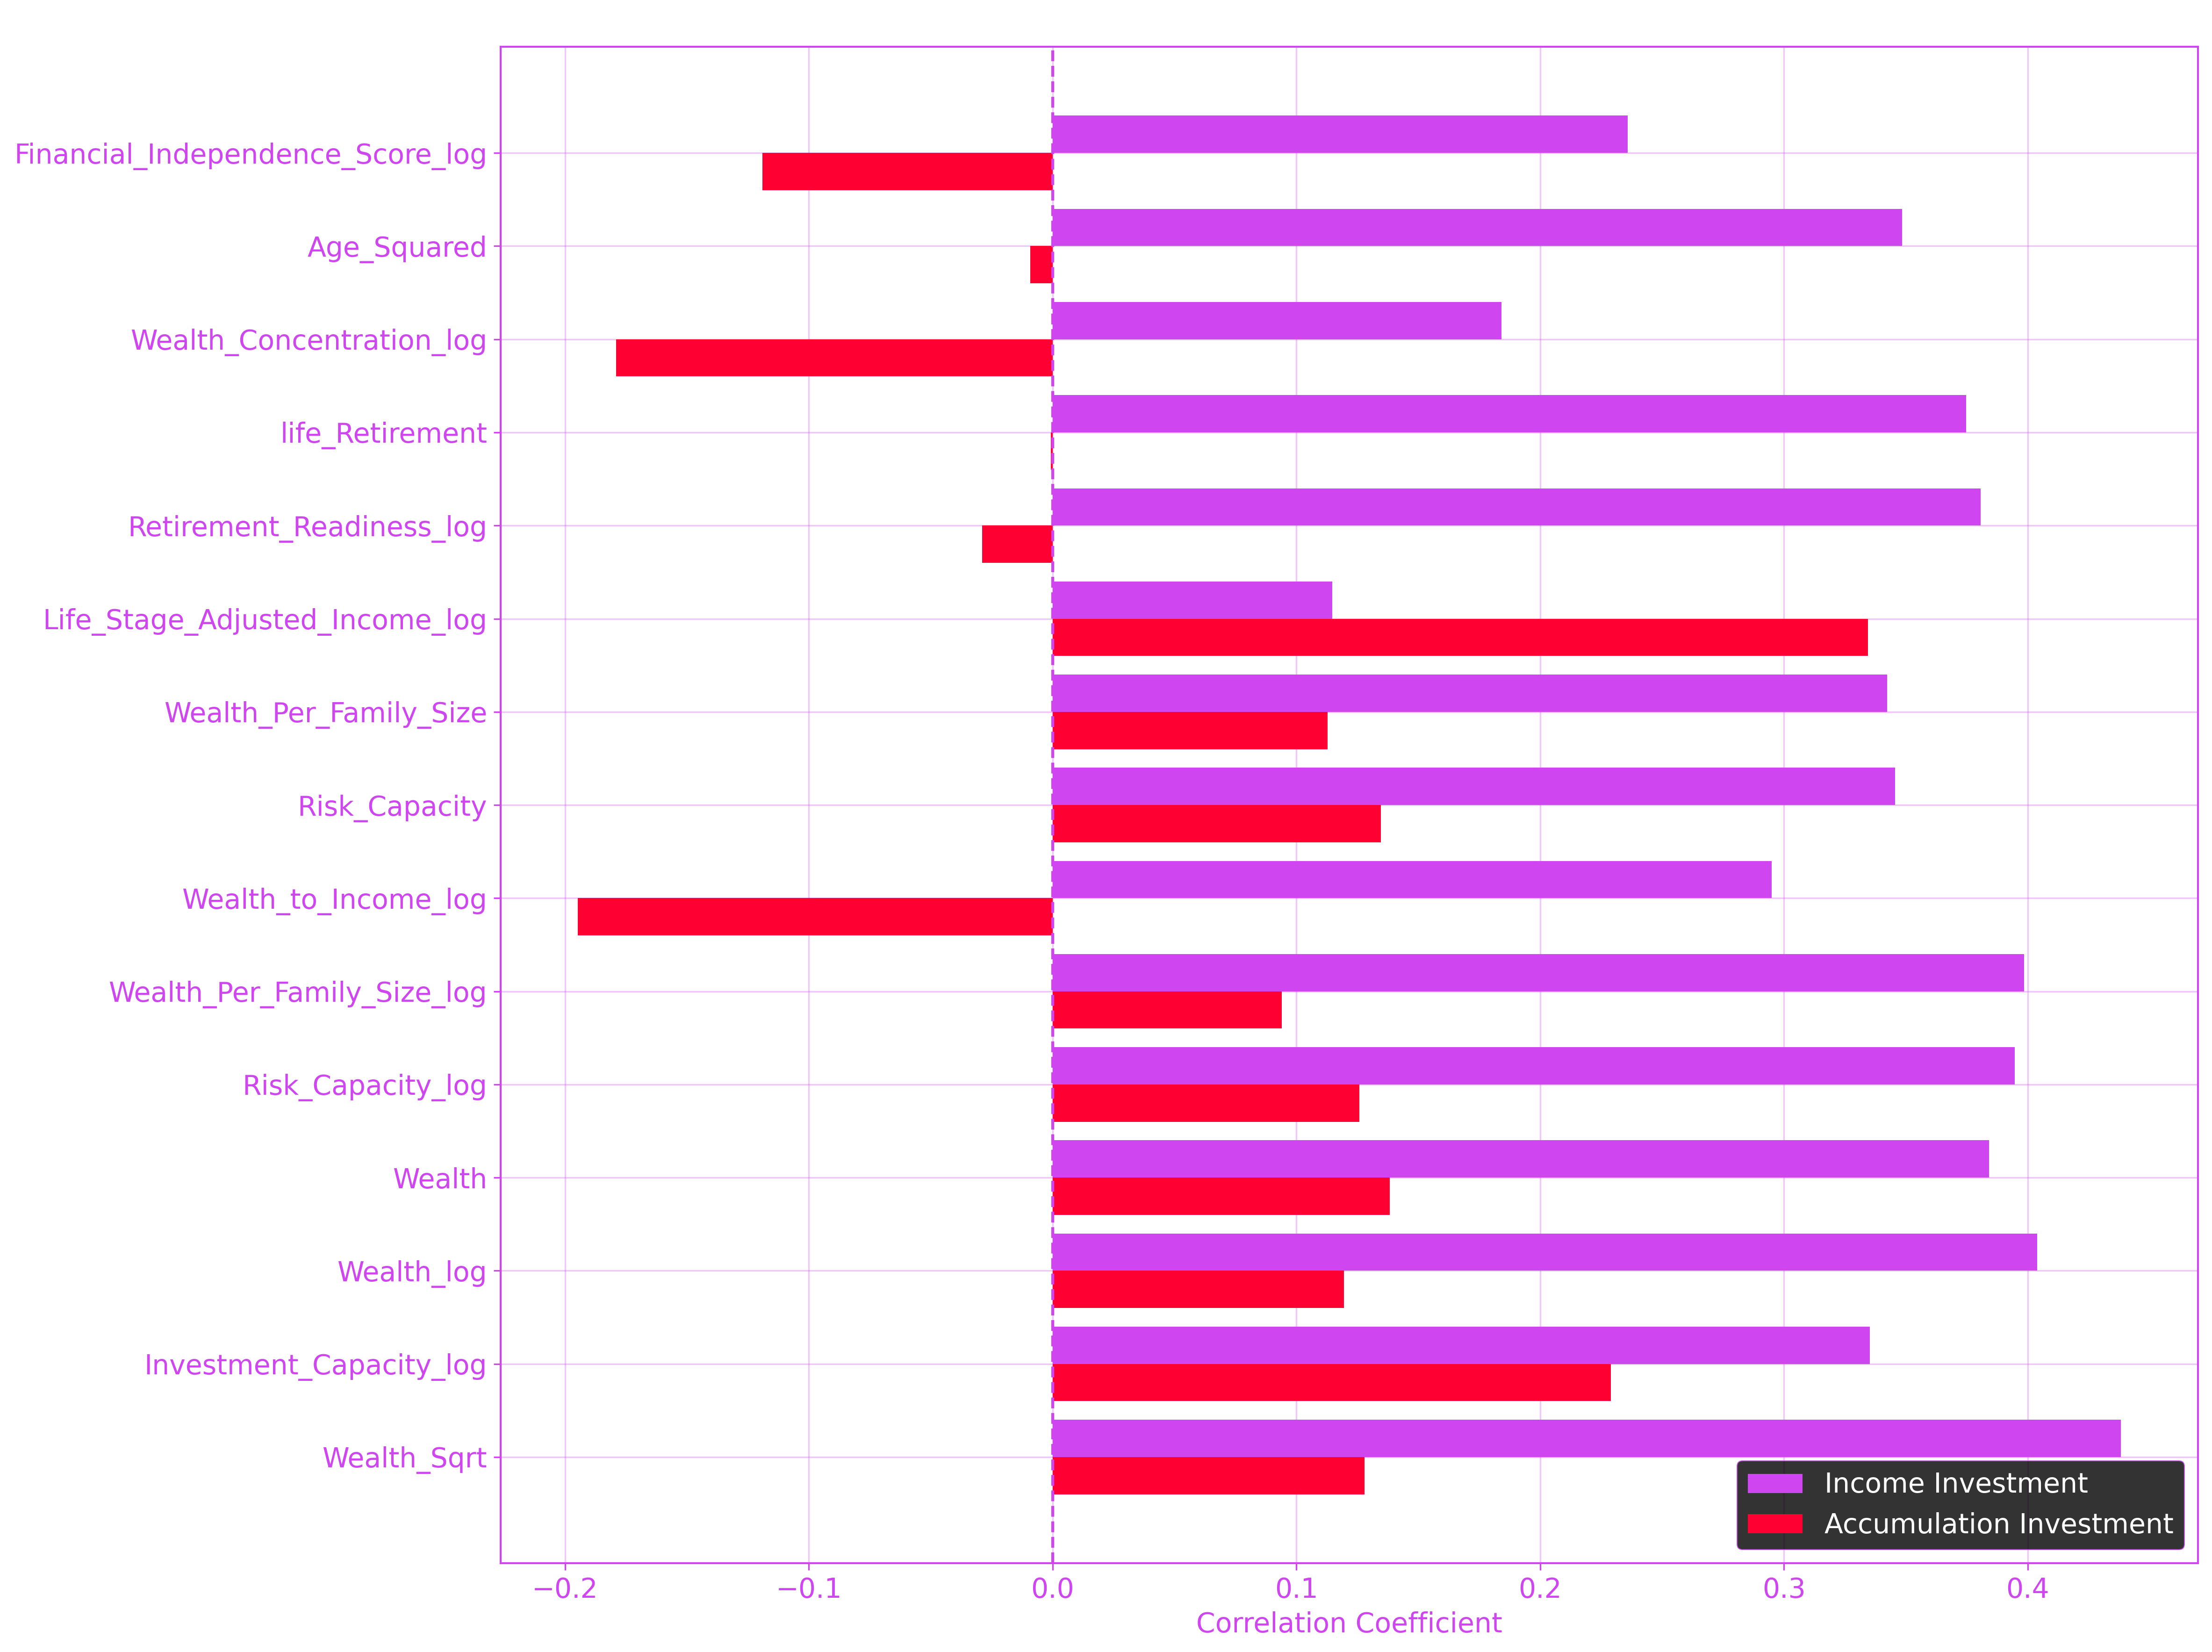 Financial_Independence_Score_log
Age_Squared
Wealth_Concentration_log
life_Retirement
Retirement_Readiness_log
Life_Stage_Adjusted_Income_log
Wealth_Per_Family_Size
Risk_Capacity
Wealth_to_Income_log
Wealth_Per_Family_Size_log
Risk_Capacity_log
Wealth
Wealth_log
Investment_Capacity_log
Wealth_Sqrt
Income Investment
Accumulation Investment
−0.2 −0.1 0.0 0.1 0.2 0.3 0.4
Correlation Coefficient